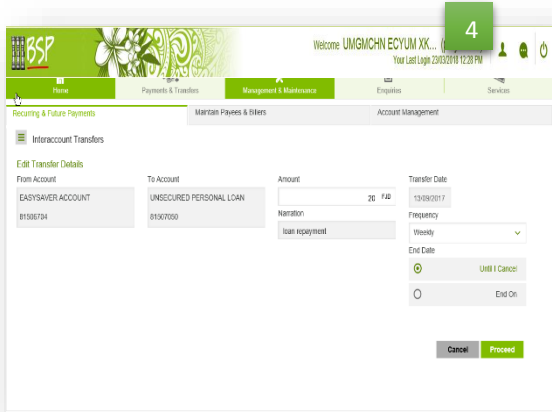 4
BSP
Welcome UMGMCHN ECYUM XK...
Your Last Login 23/03/2018 12:28 PM
Home Payments & Transfers Management & Maintenance Enquiries Services
Recurring & Future Payments Maintain Payees & Billers Account Management
Interaccount Transfers
Edit Transfer Details
From Account To Account Amount Transfer Date
EASYSAVER ACCOUNT UNSECURED PERSONAL LOAN 20 FJD 13/09/2017
81506704 81507050 Narration Frequency
loan repayment Weekly
End Date
Until I Cancel
End On
Cancel Proceed